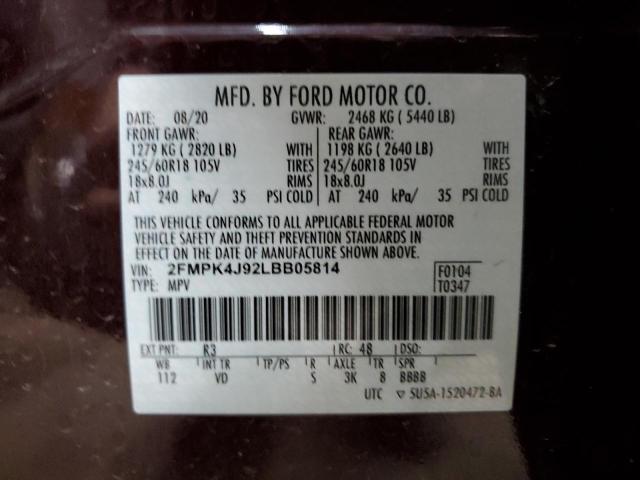 MFD. BY FORD MOTOR CO.
DATE: 08/20 GVWR: 2468 KG ( 5440 LB)
FRONT GAWR: REAR GAWR:
1279 KG ( 2820 LB) WITH 1198 KG ( 2640 LB) WITH
245/60R18 105V TIRES 245/60R18 105V TIRES
18x8.0J RIMS 18x8.0J RIMS
AT 240 kPa/ 35 PSI COLD AT 240 kPa/ 35 PSI COLD
THIS VEHICLE CONFORMS TO ALL APPLICABLE FEDERAL MOTOR
VEHICLE SAFETY AND THEFT PREVENTION STANDARDS IN
EFFECT ON THE DATE OF MANUFACTURE SHOWN ABOVE.
VIN: 2FMPK4J92LBB05814 F0104
TYPE: MPV T0347
EXT PNT: R3 RC: 48 DSO:
WB INT TR TP/PS R AXLE TR SPR
112 VD S 3K 8 BBBB
UTC ▽ 5U5A-1520472-BA